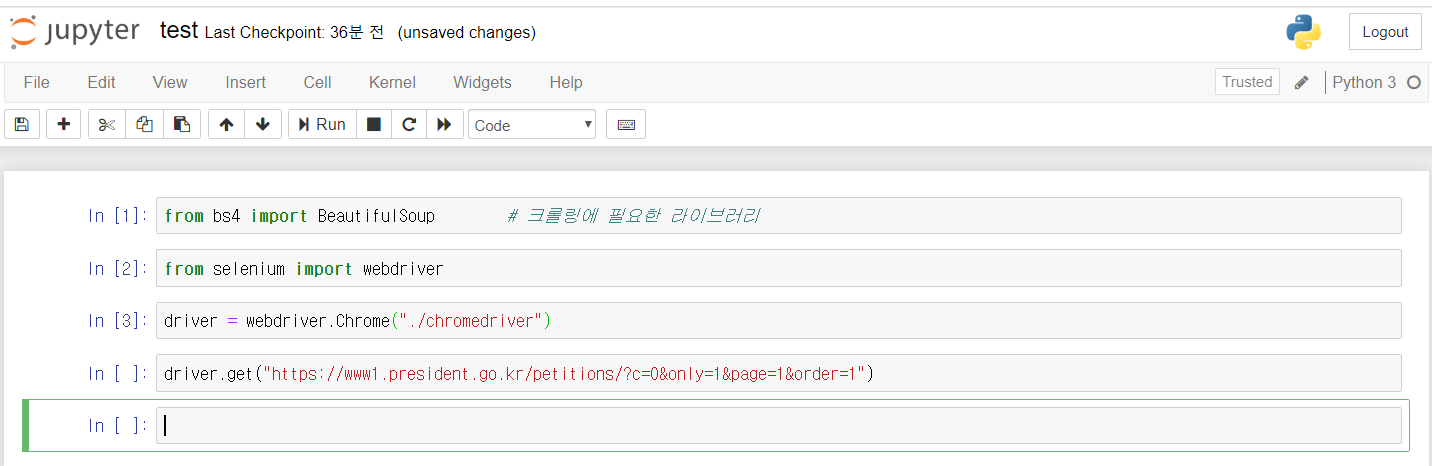 jupyter test Last Checkpoint: 36분 전 (unsaved changes) Logout
File Edit View Insert Cell Kernel Widgets Help Trusted Python 3
Run Code
In [1]: from bs4 import BeautifulSoup # 크롤링에 필요한 라이브러리
In [2]: from selenium import webdriver
In [3]: driver = webdriver.Chrome("./chromedriver")
In [ ]: driver.get("https://www1.president.go.kr/petitions/?c=0&only=1&page=1&order=1")
In [ ]: